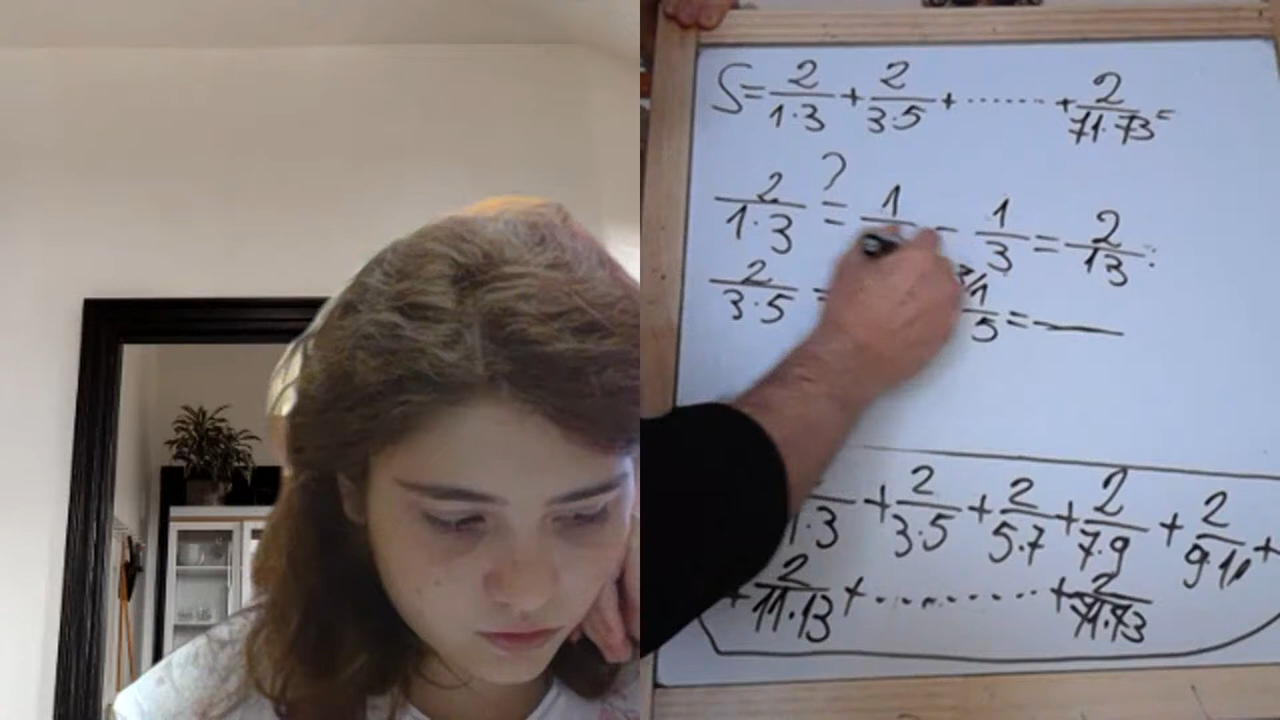 S= 2/1·3 + 2/3·5 + ...... + 2/71·73 =
2/1·3 ?= 1/ - 1/3 = 2/1·3 :
2/3·5 = 3/1/5 = —
1·3 + 2/3·5 + 2/5·7 + 2/7·9 + 2/9·11 +
+ 2/11·13 + ......... + 2/71·73